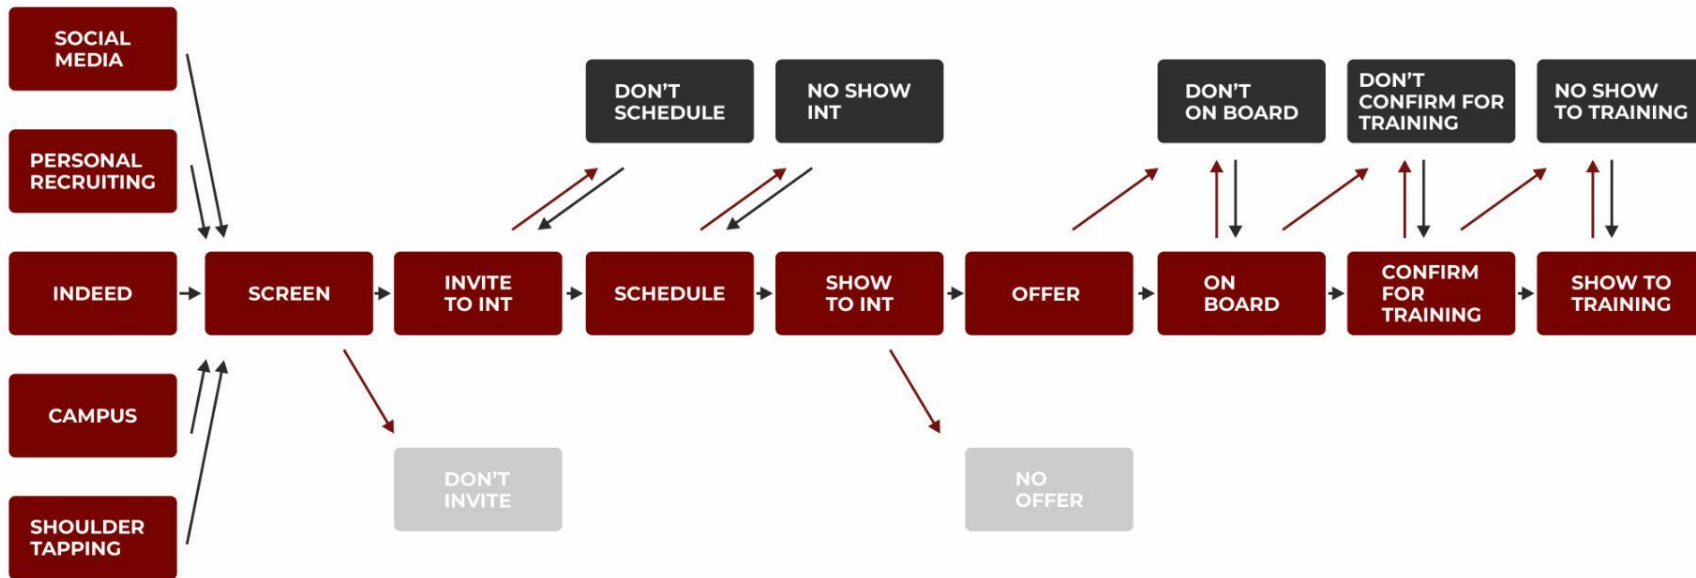 SOCIAL
MEDIA
PERSONAL
RECRUITING
INDEED
CAMPUS
SHOULDER
TAPPING
SCREEN
INVITE
TO INT
SCHEDULE
SHOW
TO INT
OFFER
ON
BOARD
CONFIRM
FOR
TRAINING
SHOW TO
TRAINING
DON'T
SCHEDULE
NO SHOW
INT
DON'T
ON BOARD
DON'T
CONFIRM FOR
TRAINING
NO SHOW
TO TRAINING
DON'T
INVITE
NO
OFFER